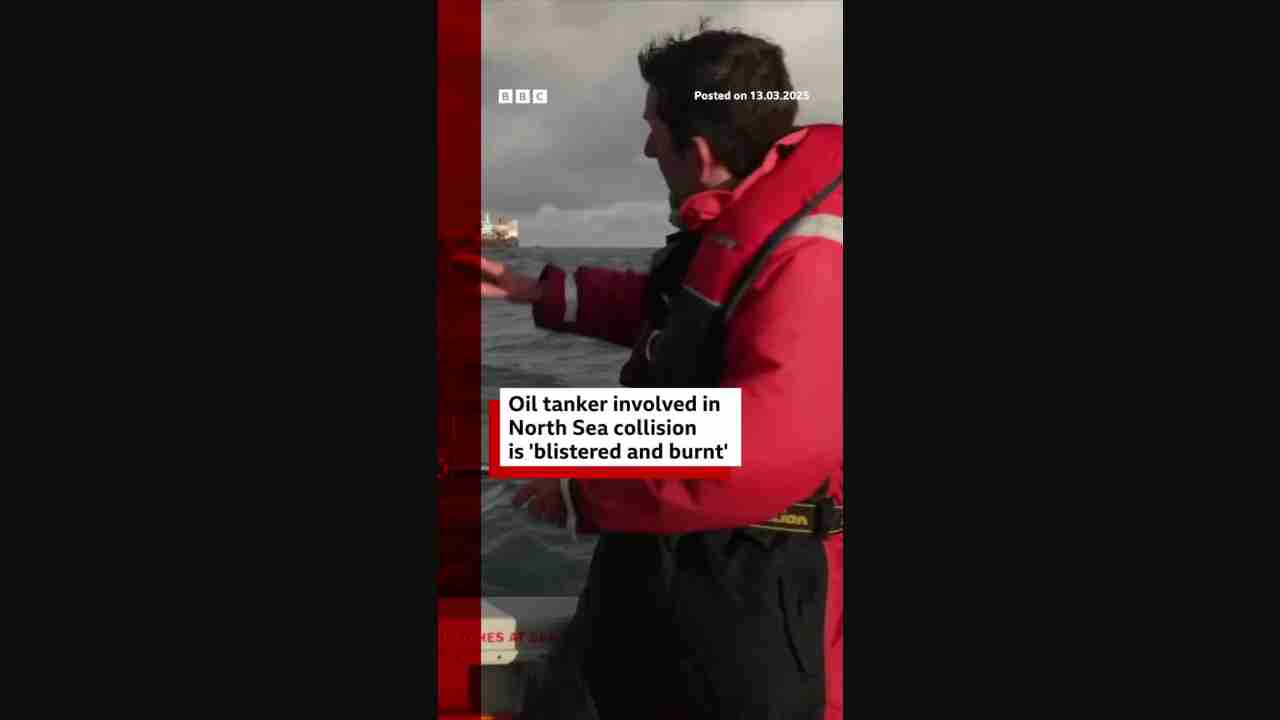 BBC
Posted on 13.03.2025
Oil tanker involved in
North Sea collision
is 'blistered and burnt'